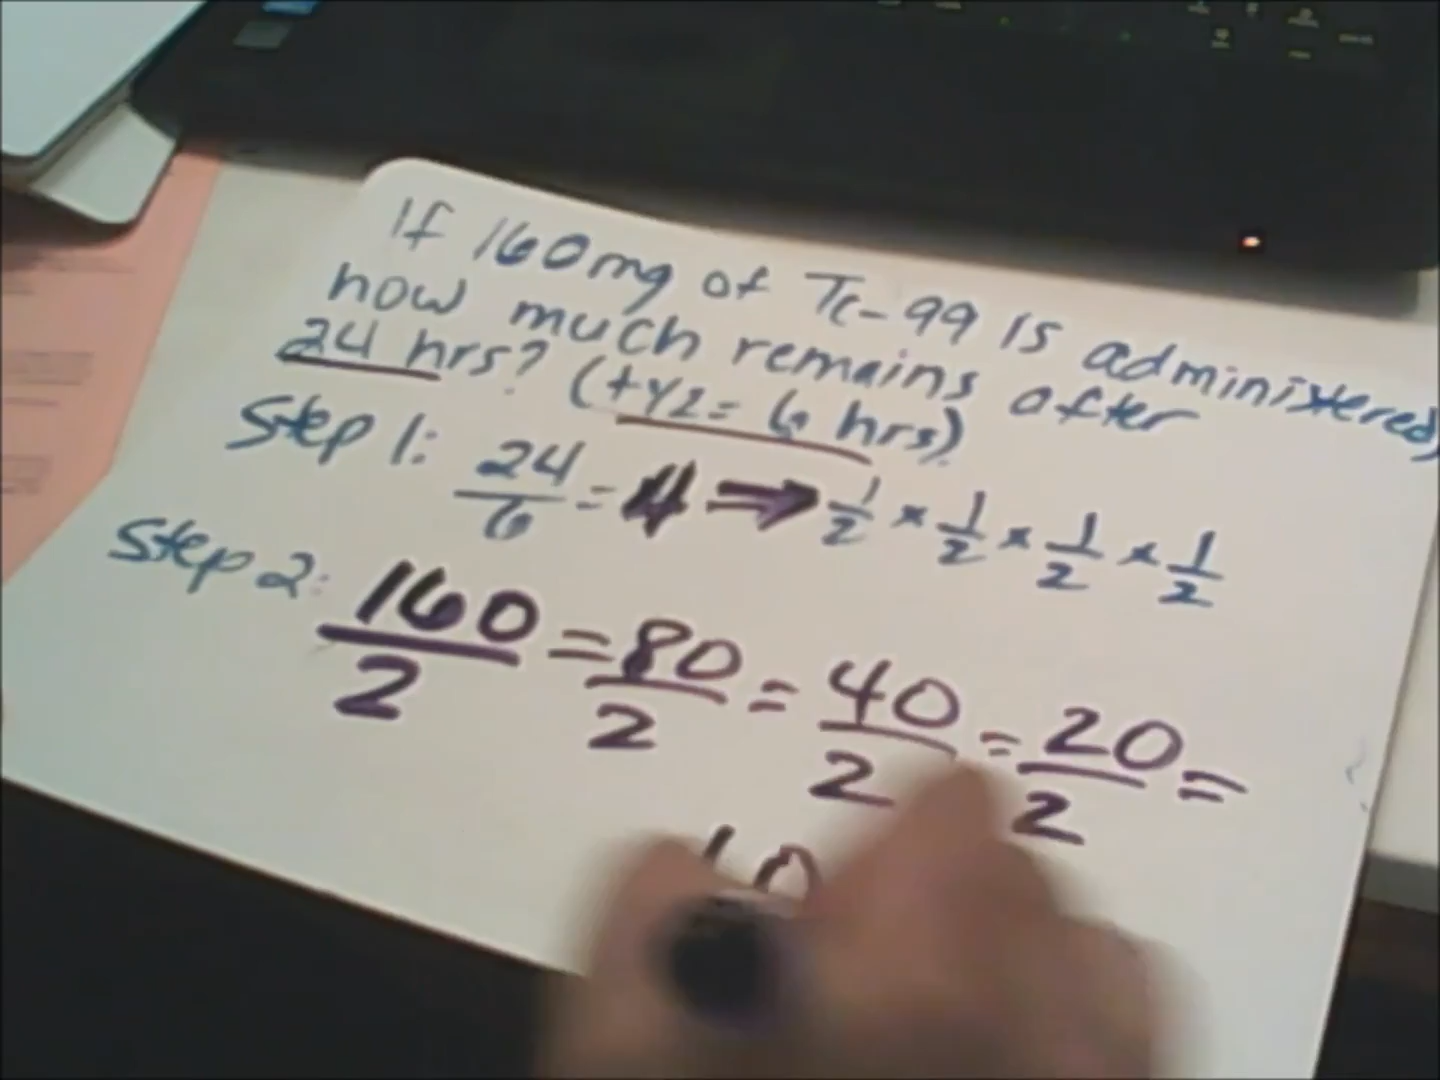 If 160mg of Tc-99 is administered,
how much remains after
24 hrs? (t1/2 = 6 hrs)
Step 1: 24/6 = 4 ⇒ 1/2 × 1/2 × 1/2 × 1/2
Step 2: 160/2 = 80/2 = 40/2 = 20/2 =
10